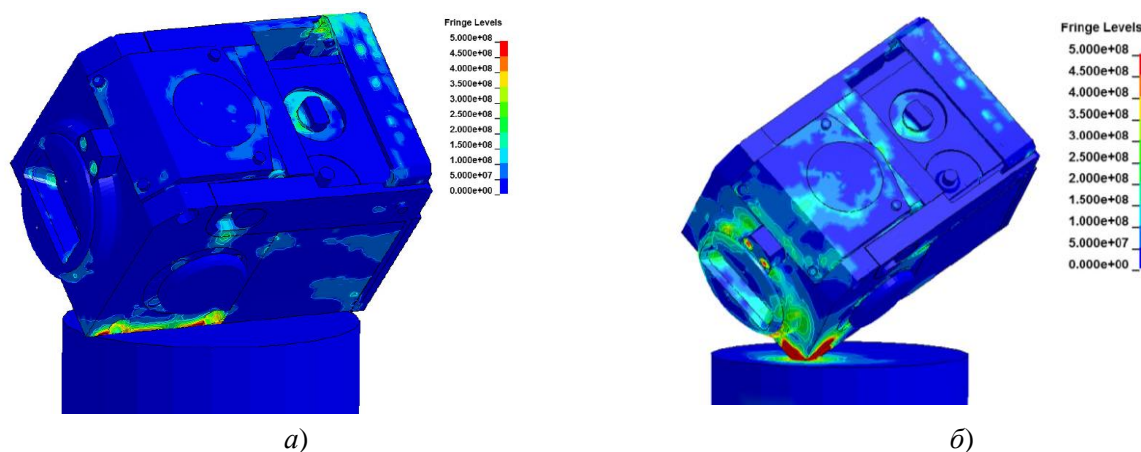 Fringe Levels
5.000e+08
4.500e+08
4.000e+08
3.500e+08
3.000e+08
2.500e+08
2.000e+08
1.500e+08
1.000e+08
5.000e+07
0.000e+00
Fringe Levels
5.000e+08
4.500e+08
4.000e+08
3.500e+08
3.000e+08
2.500e+08
2.000e+08
1.500e+08
1.000e+08
5.000e+07
0.000e+00
а)
б)